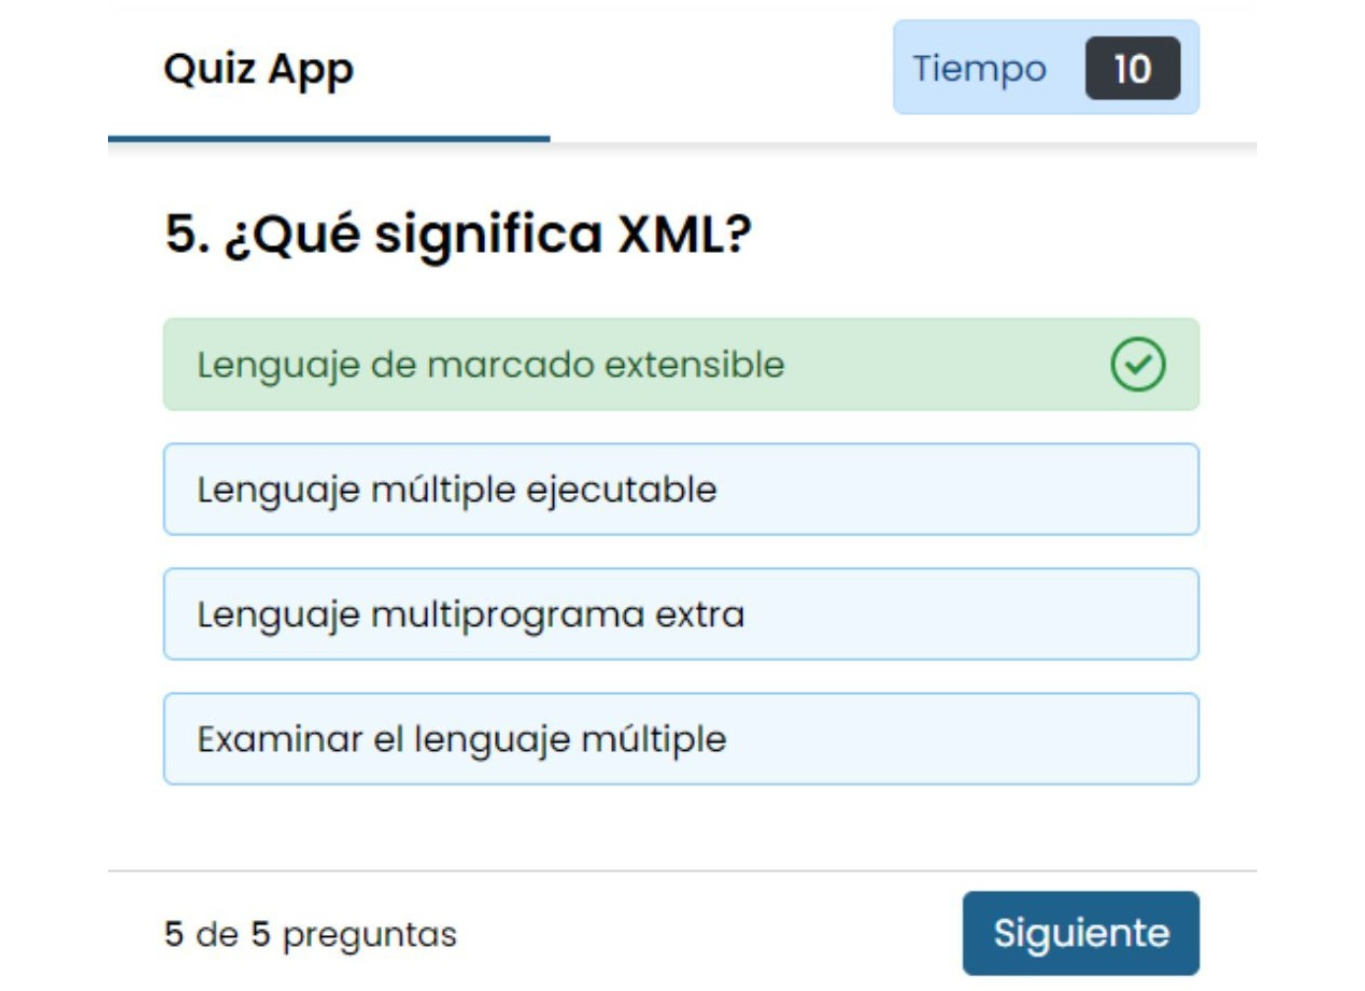 Quiz App
Tiempo 10
5. ¿Qué significa XML?
Lenguaje de marcado extensible
Lenguaje múltiple ejecutable
Lenguaje multiprograma extra
Examinar el lenguaje múltiple
5 de 5 preguntas
Siguiente